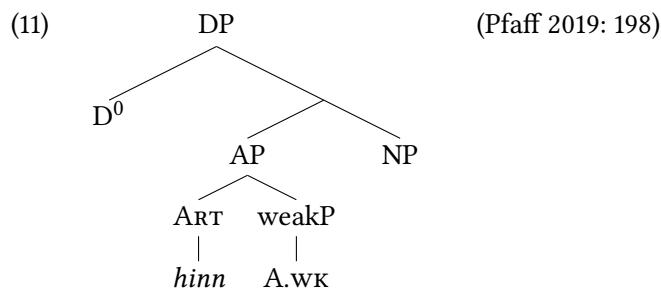 (11) DP (Pfaff 2019: 198)
D⁰
AP NP
ART weakP
hinn A.WK